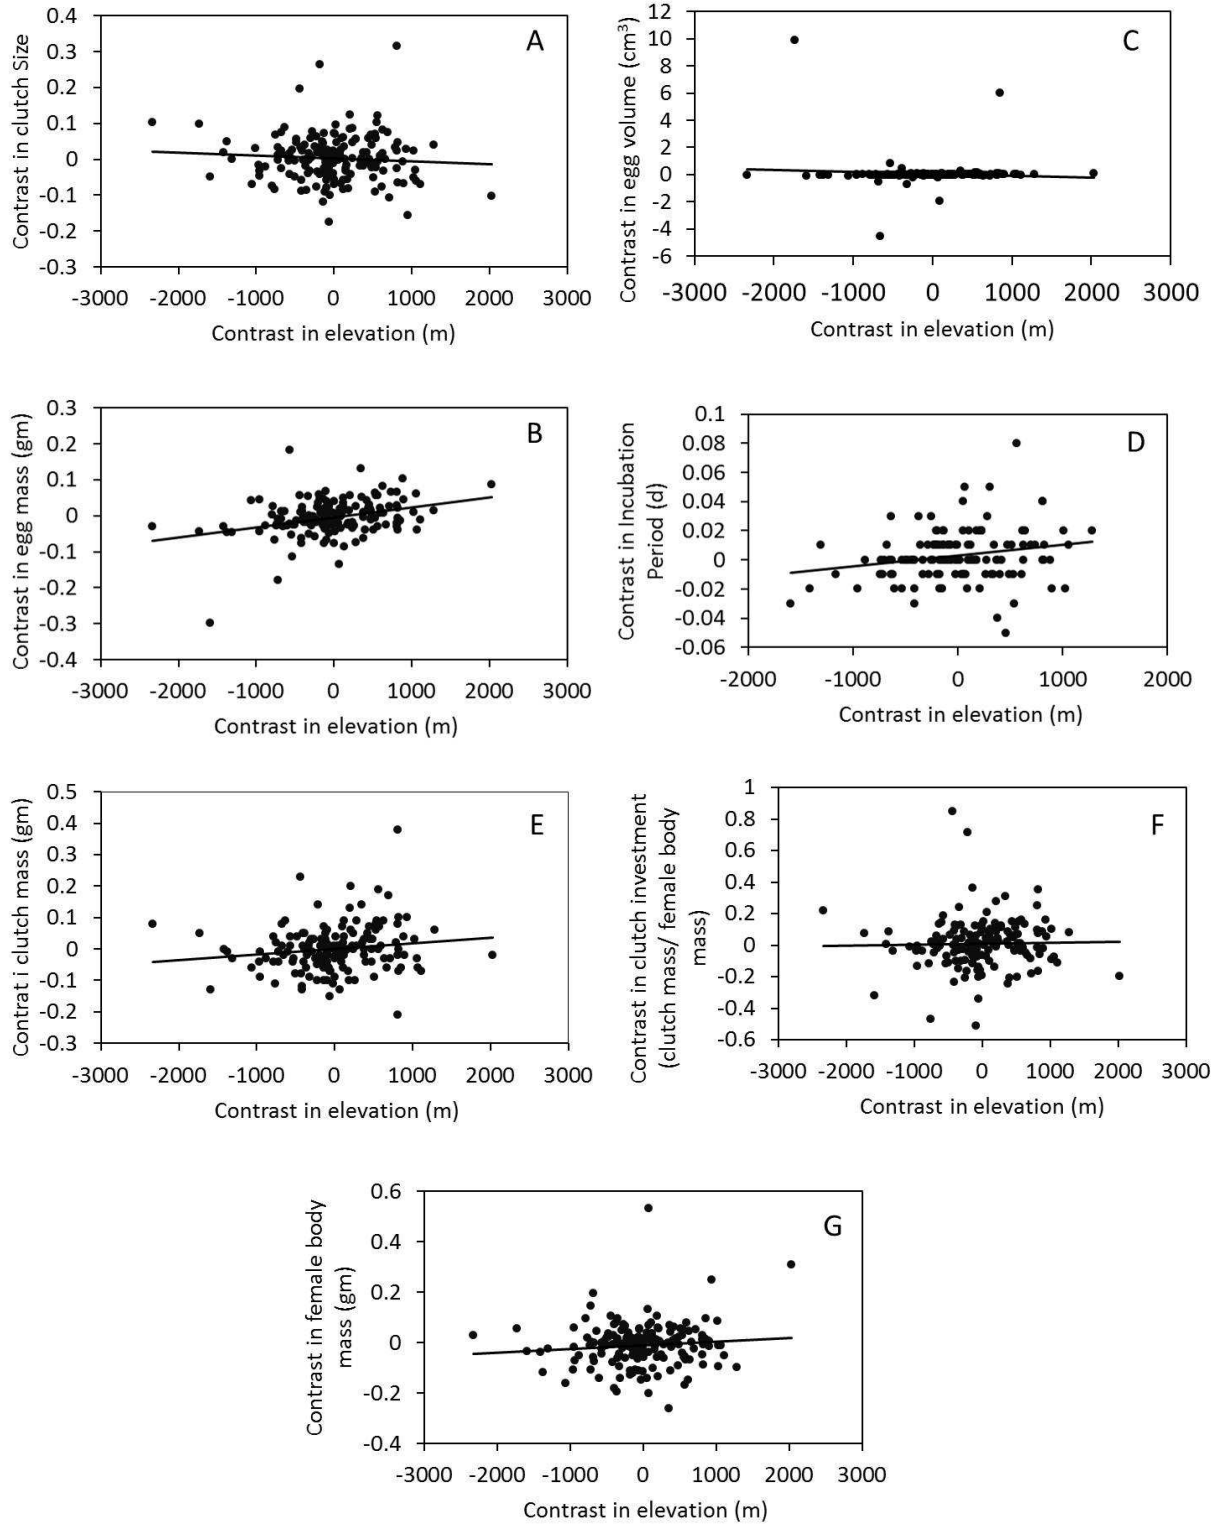 A
Contrast in clutch Size
0.4
0.3
0.2
0.1
0
-0.1
-0.2
-0.3
-3000 -2000 -1000 0 1000 2000 3000
Contrast in elevation (m)
C
Contrast in egg volume (cm³)
12
10
8
6
4
2
0
-2
-4
-6
-3000 -2000 -1000 0 1000 2000 3000
Contrast in elevation (m)
B
Contrast in egg mass (gm)
0.3
0.2
0.1
0
-0.1
-0.2
-0.3
-0.4
-3000 -2000 -1000 0 1000 2000 3000
Contrast in elevation (m)
D
Contrast in Incubation
Period (d)
0.1
0.08
0.06
0.04
0.02
0
-0.02
-0.04
-0.06
-2000 -1000 0 1000 2000
Contrast in elevation (m)
E
Contrat i clutch mass (gm)
0.5
0.4
0.3
0.2
0.1
0
-0.1
-0.2
-0.3
-3000 -2000 -1000 0 1000 2000 3000
Contrast in elevation (m)
F
Contrast in clutch investment
(clutch mass/ female body
mass)
1
0.8
0.6
0.4
0.2
0
-0.2
-0.4
-0.6
-3000 -2000 -1000 0 1000 2000 3000
Contrast in elevation (m)
G
Contrast in female body
mass (gm)
0.6
0.4
0.2
0
-0.2
-0.4
-3000 -2000 -1000 0 1000 2000 3000
Contrast in elevation (m)